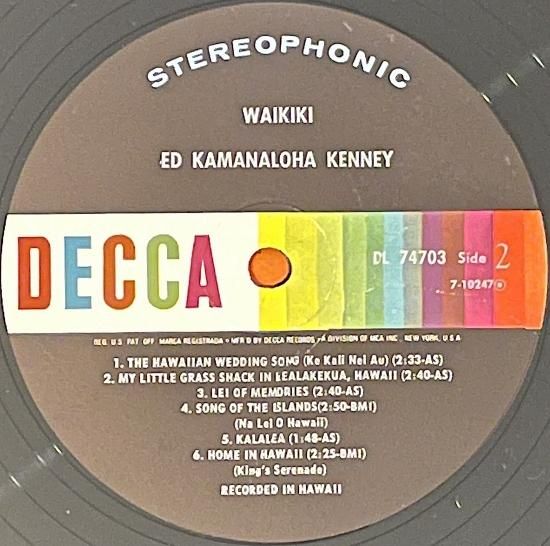 STEREOPHONIC
WAIKIKI
ED KAMANALOHA KENNEY
DECCA
DL 74703 Side 2
7-10247
REG. U.S. PAT. OFF. MARCA REGISTRADA • MFR'D BY DECCA RECORDS • A DIVISION OF MCA INC., NEW YORK, U.S.A
1. THE HAWAIIAN WEDDING SONG (Ke Kali Nei Au) (2:33-AS)
2. MY LITTLE GRASS SHACK IN KEALAKEKUA, HAWAII (2:40-AS)
3. LEI OF MEMORIES (2:40-AS)
4. SONG OF THE ISLANDS(2:50-BMI)
(Na Lei O Hawaii)
5. KALALEA (1:48-AS)
6. HOME IN HAWAII (2:25-BMI)
(King's Serenade)
RECORDED IN HAWAII